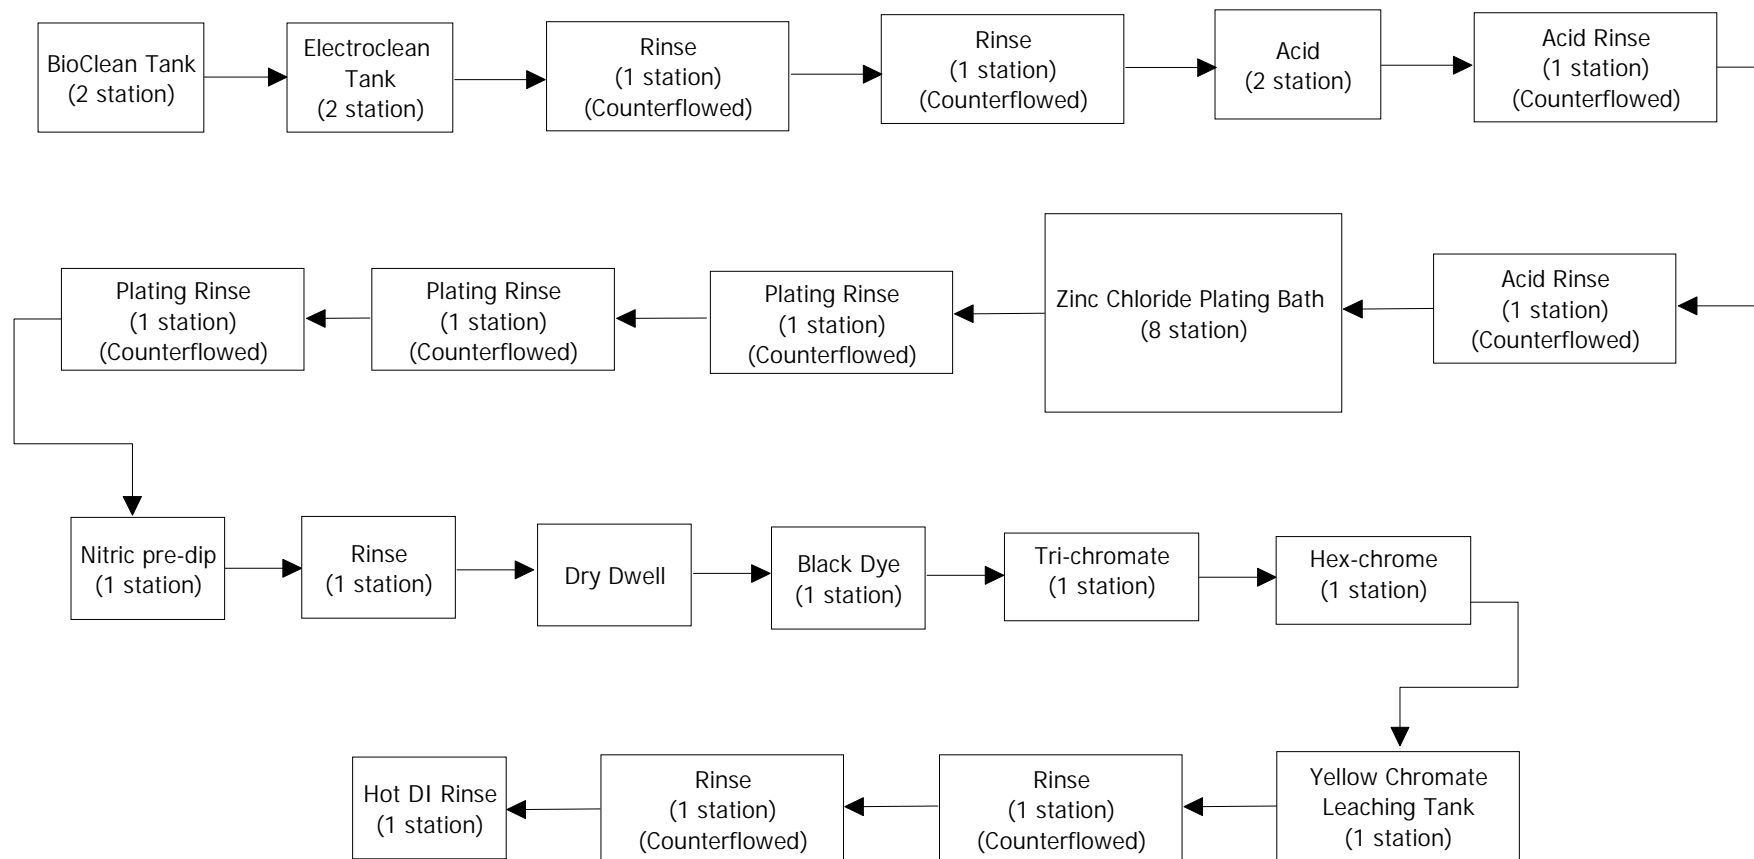 BioClean Tank
(2 station)
Electroclean
Tank
(2 station)
Rinse
(1 station)
(Counterflowed)
Rinse
(1 station)
(Counterflowed)
Acid
(2 station)
Acid Rinse
(1 station)
(Counterflowed)
Acid Rinse
(1 station)
(Counterflowed)
Zinc Chloride Plating Bath
(8 station)
Plating Rinse
(1 station)
(Counterflowed)
Plating Rinse
(1 station)
(Counterflowed)
Plating Rinse
(1 station)
(Counterflowed)
Nitric pre-dip
(1 station)
Rinse
(1 station)
Dry Dwell
Black Dye
(1 station)
Tri-chromate
(1 station)
Hex-chrome
(1 station)
Yellow Chromate
Leaching Tank
(1 station)
Rinse
(1 station)
(Counterflowed)
Rinse
(1 station)
(Counterflowed)
Hot DI Rinse
(1 station)